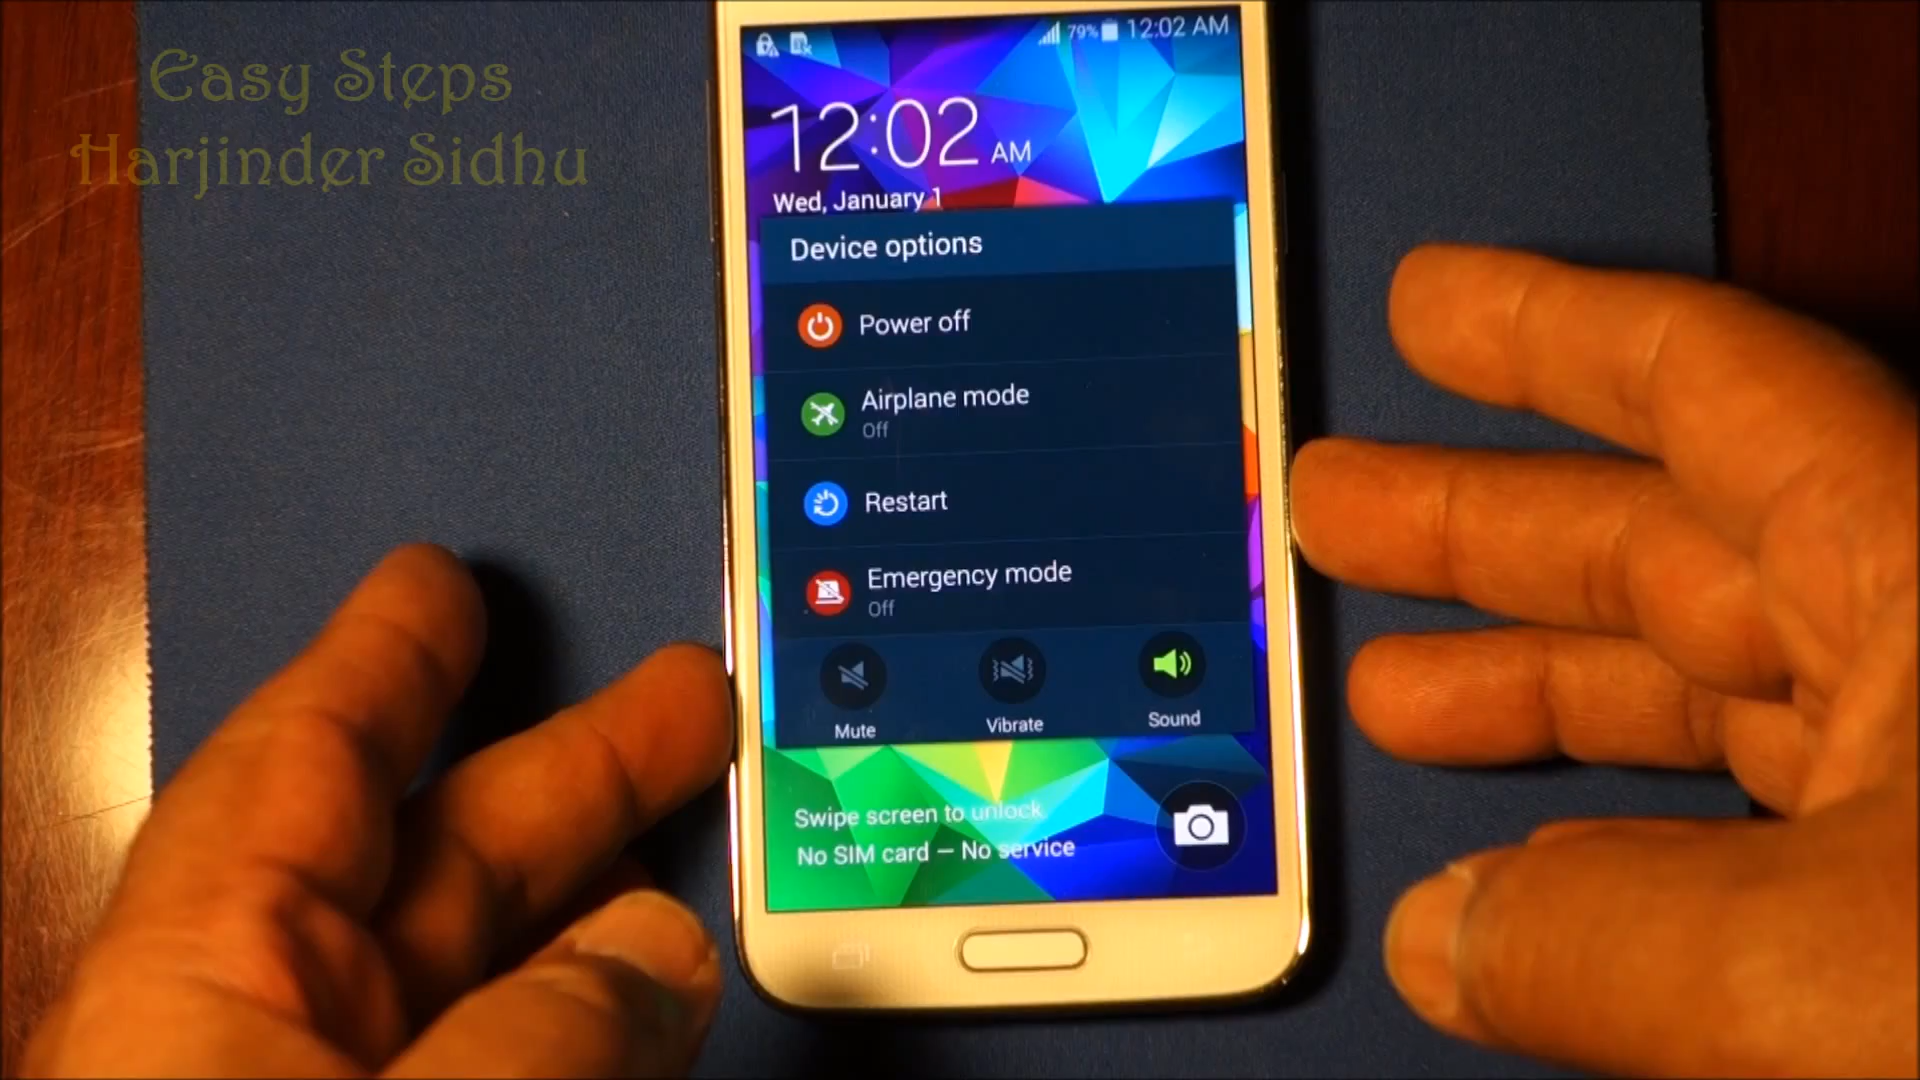 Easy Steps
Harjinder Sidhu
79% 12:02 AM
12:02 AM
Wed, January 1
Device options
Power off
Airplane mode
Off
Restart
Emergency mode
Off
Mute Vibrate Sound
Swipe screen to unlock
No SIM card — No service